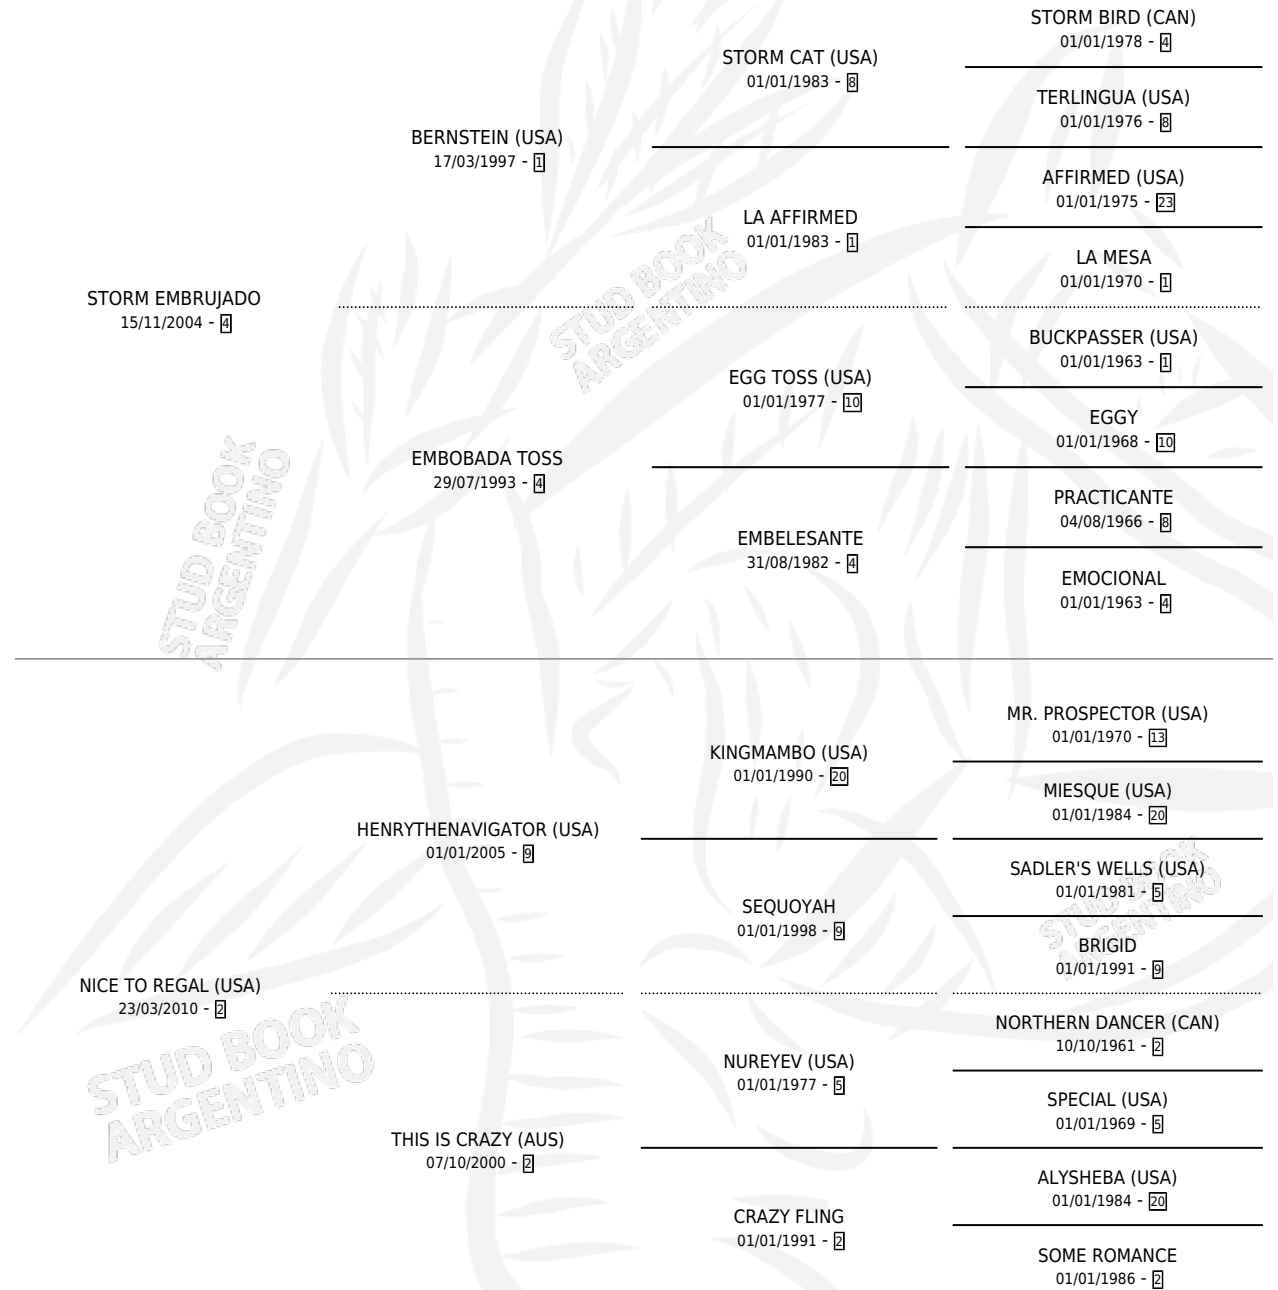 STORM BIRD (CAN)
01/01/1978 - 4
STORM CAT (USA)
01/01/1983 - 8
TERLINGUA (USA)
01/01/1976 - 8
BERNSTEIN (USA)
17/03/1997 - 1
AFFIRMED (USA)
01/01/1975 - 23
LA AFFIRMED
01/01/1983 - 1
LA MESA
01/01/1970 - 1
STORM EMBRUJADO
15/11/2004 - 4
BUCKPASSER (USA)
01/01/1963 - 1
EGG TOSS (USA)
01/01/1977 - 10
EGGY
01/01/1968 - 10
EMBOBADA TOSS
29/07/1993 - 4
PRACTICANTE
04/08/1966 - 8
EMBELESANTE
31/08/1982 - 4
EMOCIONAL
01/01/1963 - 4
MR. PROSPECTOR (USA)
01/01/1970 - 13
KINGMAMBO (USA)
01/01/1990 - 20
MIESQUE (USA)
01/01/1984 - 20
HENRYTHENAVIGATOR (USA)
01/01/2005 - 9
SADLER'S WELLS (USA)
01/01/1981 - 5
SEQUOYAH
01/01/1998 - 9
BRIGID
01/01/1991 - 9
NICE TO REGAL (USA)
23/03/2010 - 2
NORTHERN DANCER (CAN)
10/10/1961 - 2
NUREYEV (USA)
01/01/1977 - 5
SPECIAL (USA)
01/01/1969 - 5
THIS IS CRAZY (AUS)
07/10/2000 - 2
ALYSHEBA (USA)
01/01/1984 - 20
CRAZY FLING
01/01/1991 - 2
SOME ROMANCE
01/01/1986 - 2
STUD BOOK
ARGENTINO
STUD BOOK
ARGENTINO
STUD BOOK
ARGENTINO
STUD BOOK
ARGENTINO